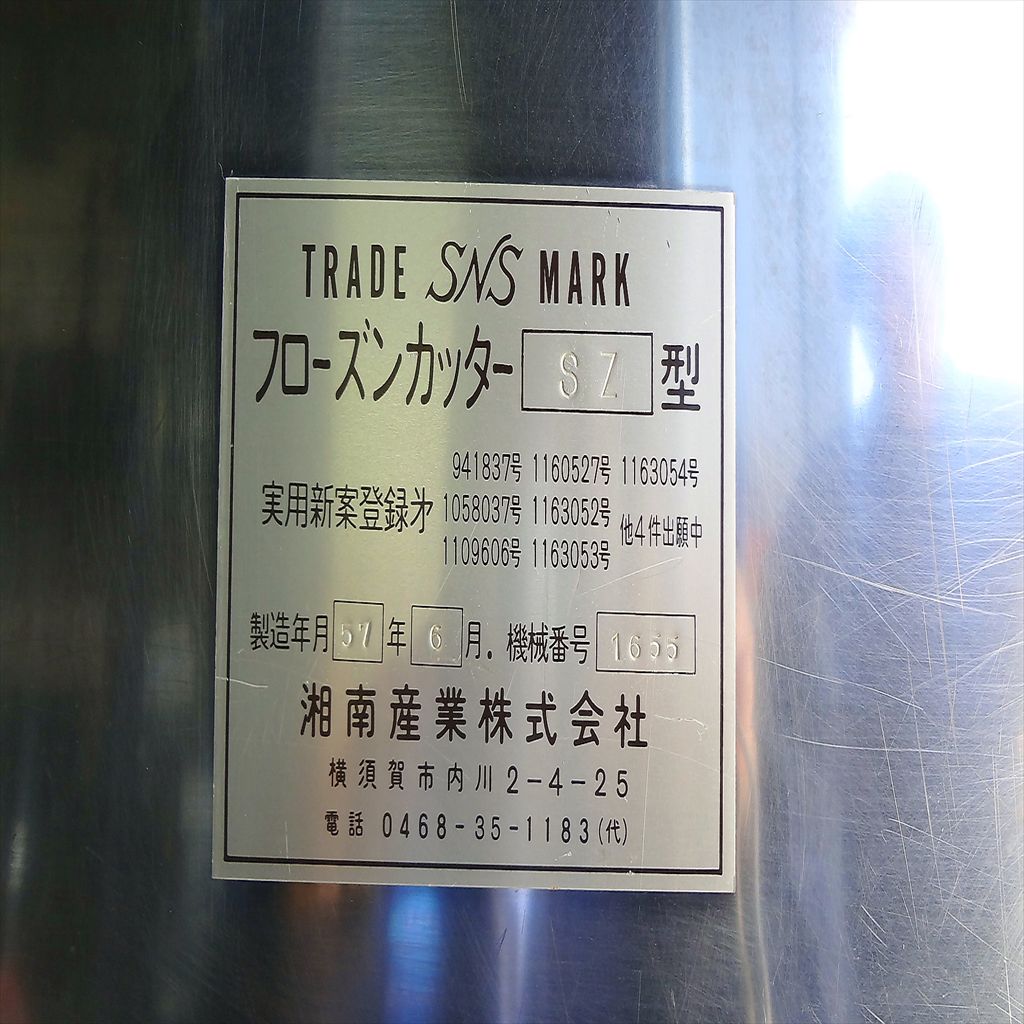 TRADE SNS MARK
フローズンカッター SZ 型
実用新案登録才 941837号 1160527号 1163054号
1058037号 1163052号 他4件出願中
1109606号 1163053号
製造年月 57 年 6 月. 機械番号 1655
湘南産業株式会社
横須賀市内川2-4-25
電話 0468-35-1183(代)